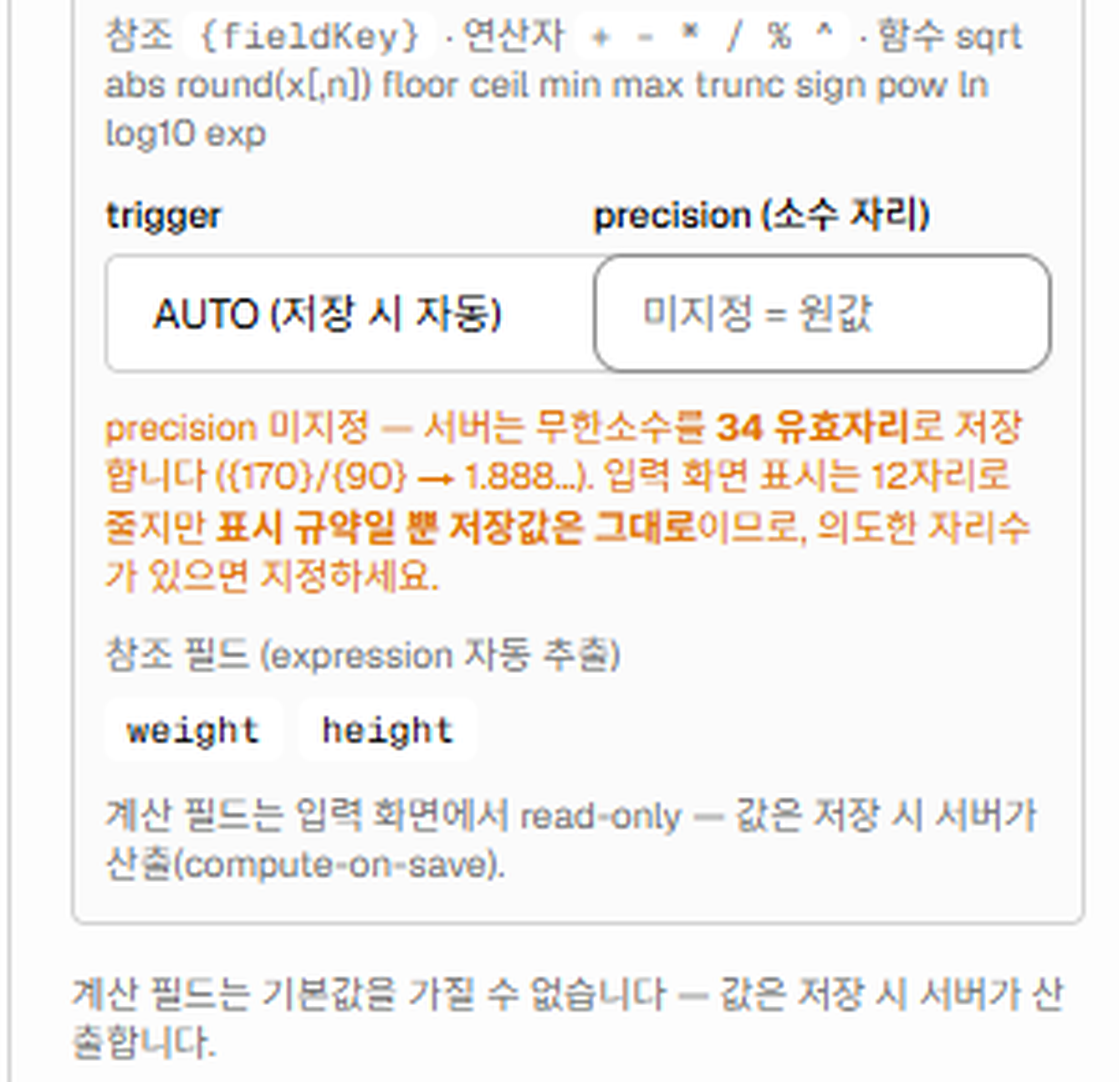 참조 {fieldKey} · 연산자 + - * / % ^ · 함수 sqrt
abs round(x[,n]) floor ceil min max trunc sign pow ln
log10 exp
trigger precision (소수 자리)
AUTO (저장 시 자동) 미지정 = 원값
precision 미지정 — 서버는 무한소수를 34 유효자리로 저장
합니다 ({170}/{90} → 1.888…). 입력 화면 표시는 12자리로
줄지만 표시 규약일 뿐 저장값은 그대로이므로, 의도한 자리수
가 있으면 지정하세요.
참조 필드 (expression 자동 추출)
weight height
계산 필드는 입력 화면에서 read-only — 값은 저장 시 서버가
산출(compute-on-save).
계산 필드는 기본값을 가질 수 없습니다 — 값은 저장 시 서버가 산
출합니다.